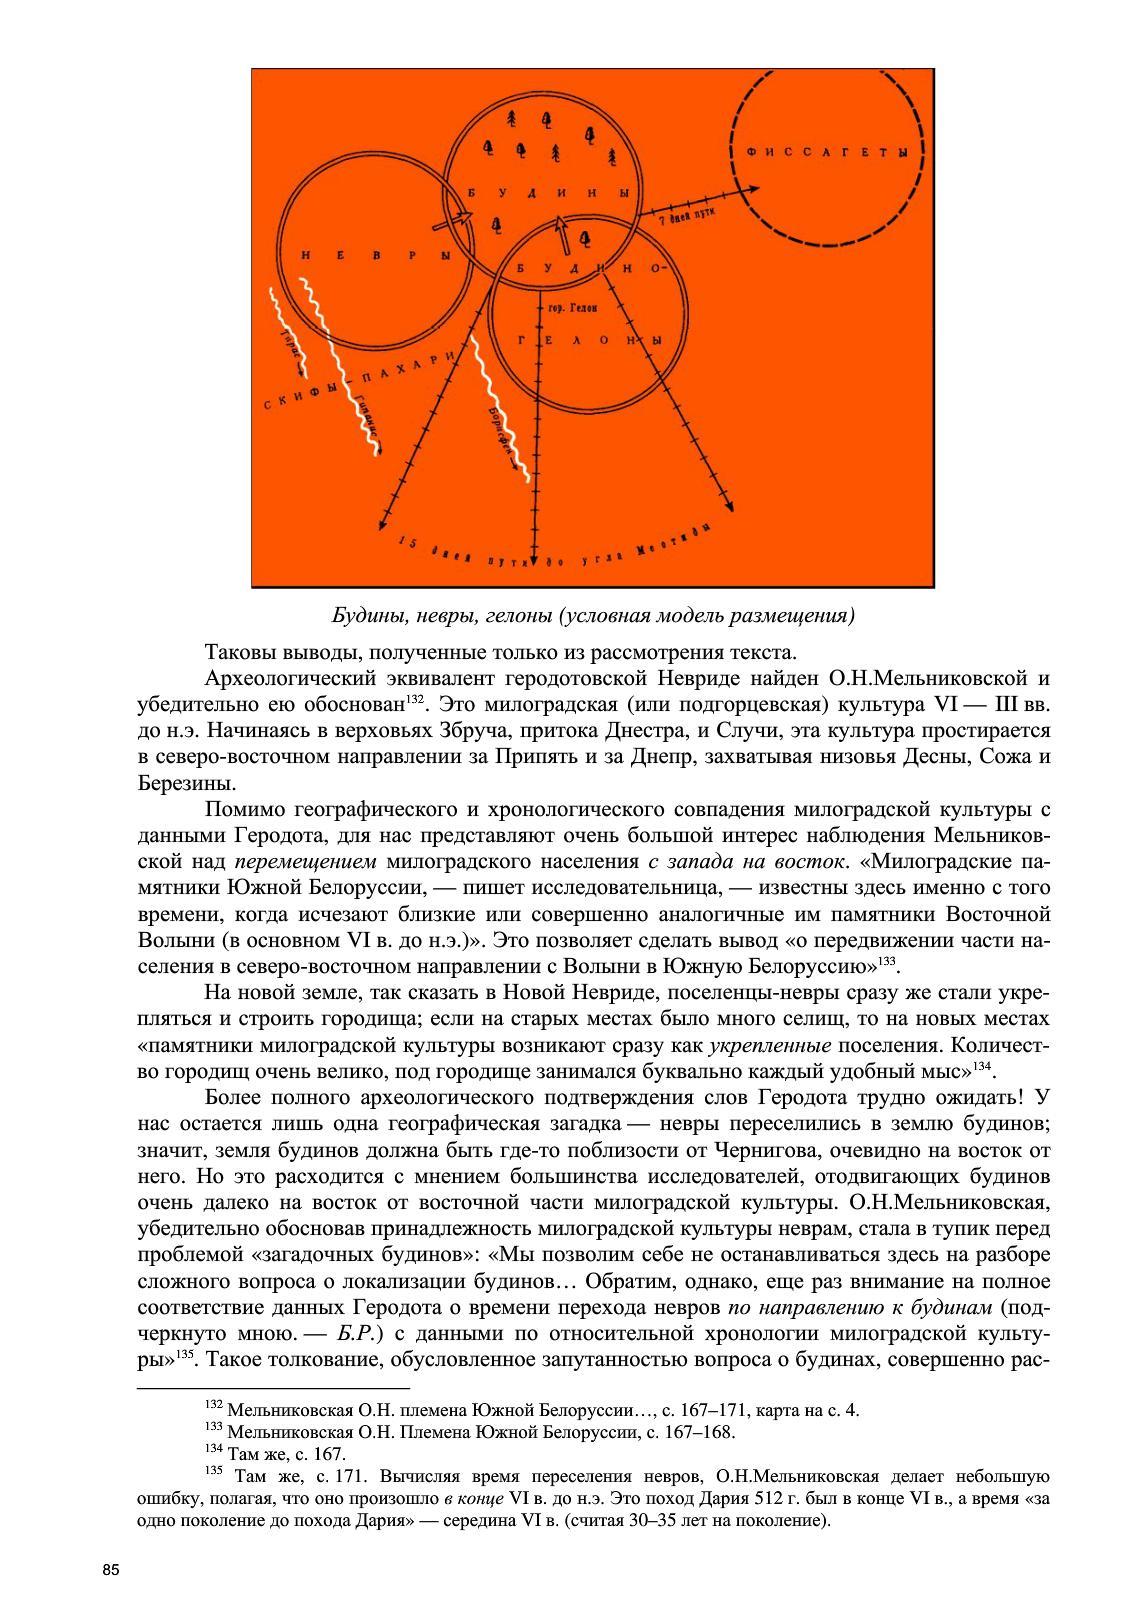 ФИССАГЕТЫ
БУДИНЫ
7 дней пути
НЕВРЫ
БУДИНО-
гор. Гелон
ГЕЛОНЫ
Тирас
СКИФЫ-ПАХАРИ
Гипанис
Борисфен
15 дней пути до угла Меотиды
Будины, невры, гелоны (условная модель размещения)
Таковы выводы, полученные только из рассмотрения текста.
Археологический эквивалент геродотовской Невриде найден О.Н.Мельниковской и
убедительно ею обоснован132. Это милоградская (или подгорцевская) культура VI — III вв.
до н.э. Начинаясь в верховьях Збруча, притока Днестра, и Случи, эта культура простирается
в северо-восточном направлении за Припять и за Днепр, захватывая низовья Десны, Сожа и
Березины.
Помимо географического и хронологического совпадения милоградской культуры с
данными Геродота, для нас представляют очень большой интерес наблюдения Мельников-
ской над перемещением милоградского населения с запада на восток. «Милоградские па-
мятники Южной Белоруссии, — пишет исследовательница, — известны здесь именно с того
времени, когда исчезают близкие или совершенно аналогичные им памятники Восточной
Волыни (в основном VI в. до н.э.)». Это позволяет сделать вывод «о передвижении части на-
селения в северо-восточном направлении с Волыни в Южную Белоруссию»133.
На новой земле, так сказать в Новой Невриде, поселенцы-невры сразу же стали укре-
пляться и строить городища; если на старых местах было много селищ, то на новых местах
«памятники милоградской культуры возникают сразу как укрепленные поселения. Количест-
во городищ очень велико, под городище занимался буквально каждый удобный мыс»134.
Более полного археологического подтверждения слов Геродота трудно ожидать! У
нас остается лишь одна географическая загадка — невры переселились в землю будинов;
значит, земля будинов должна быть где-то поблизости от Чернигова, очевидно на восток от
него. Но это расходится с мнением большинства исследователей, отодвигающих будинов
очень далеко на восток от восточной части милоградской культуры. О.Н.Мельниковская,
убедительно обосновав принадлежность милоградской культуры неврам, стала в тупик перед
проблемой «загадочных будинов»: «Мы позволим себе не останавливаться здесь на разборе
сложного вопроса о локализации будинов… Обратим, однако, еще раз внимание на полное
соответствие данных Геродота о времени перехода невров по направлению к будинам (под-
черкнуто мною. — Б.Р.) с данными по относительной хронологии милоградской культу-
ры»135. Такое толкование, обусловленное запутанностью вопроса о будинах, совершенно рас-
132 Мельниковская О.Н. племена Южной Белоруссии…, с. 167–171, карта на с. 4.
133 Мельниковская О.Н. Племена Южной Белоруссии, с. 167–168.
134 Там же, с. 167.
135 Там же, с. 171. Вычисляя время переселения невров, О.Н.Мельниковская делает небольшую
ошибку, полагая, что оно произошло в конце VI в. до н.э. Это поход Дария 512 г. был в конце VI в., а время «за
одно поколение до похода Дария» — середина VI в. (считая 30–35 лет на поколение).
85